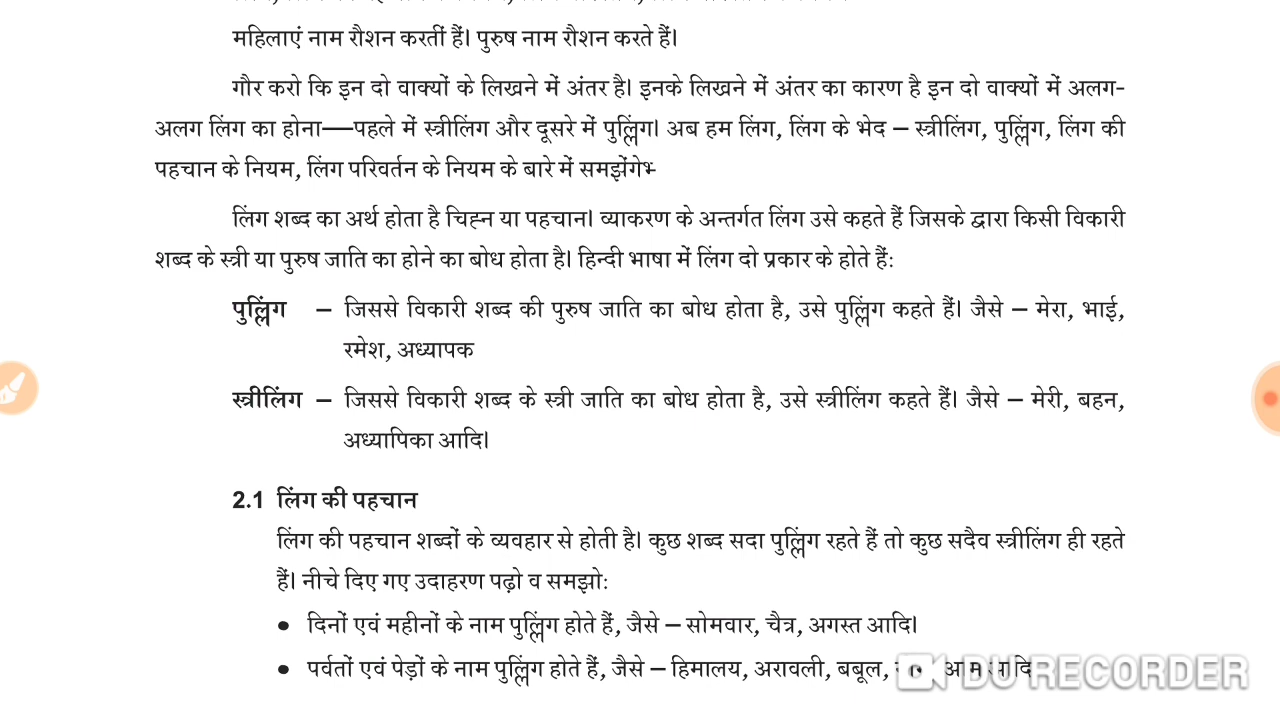 महिलाएं नाम रौशन करतीं हैं। पुरुष नाम रौशन करते हैं।
गौर करो कि इन दो वाक्यों के लिखने में अंतर है। इनके लिखने में अंतर का कारण है इन दो वाक्यों में अलग-
अलग लिंग का होना—पहले में स्त्रीलिंग और दूसरे में पुल्लिंग। अब हम लिंग, लिंग के भेद – स्त्रीलिंग, पुल्लिंग, लिंग की
पहचान के नियम, लिंग परिवर्तन के नियम के बारे में समझेंगेभ्
लिंग शब्द का अर्थ होता है चिह्न या पहचान। व्याकरण के अन्तर्गत लिंग उसे कहते हैं जिसके द्वारा किसी विकारी
शब्द के स्त्री या पुरुष जाति का होने का बोध होता है। हिन्दी भाषा में लिंग दो प्रकार के होते हैं:
पुल्लिंग – जिससे विकारी शब्द की पुरुष जाति का बोध होता है, उसे पुल्लिंग कहते हैं। जैसे – मेरा, भाई,
रमेश, अध्यापक
स्त्रीलिंग – जिससे विकारी शब्द के स्त्री जाति का बोध होता है, उसे स्त्रीलिंग कहते हैं। जैसे – मेरी, बहन,
अध्यापिका आदि।
2.1 लिंग की पहचान
लिंग की पहचान शब्दों के व्यवहार से होती है। कुछ शब्द सदा पुल्लिंग रहते हैं तो कुछ सदैव स्त्रीलिंग ही रहते
हैं। नीचे दिए गए उदाहरण पढ़ो व समझो:
• दिनों एवं महीनों के नाम पुल्लिंग होते हैं, जैसे – सोमवार, चैत्र, अगस्त आदि।
• पर्वतों एवं पेड़ों के नाम पुल्लिंग होते हैं, जैसे – हिमालय, अरावली, बबूल, आम आदि
DU RECORDER